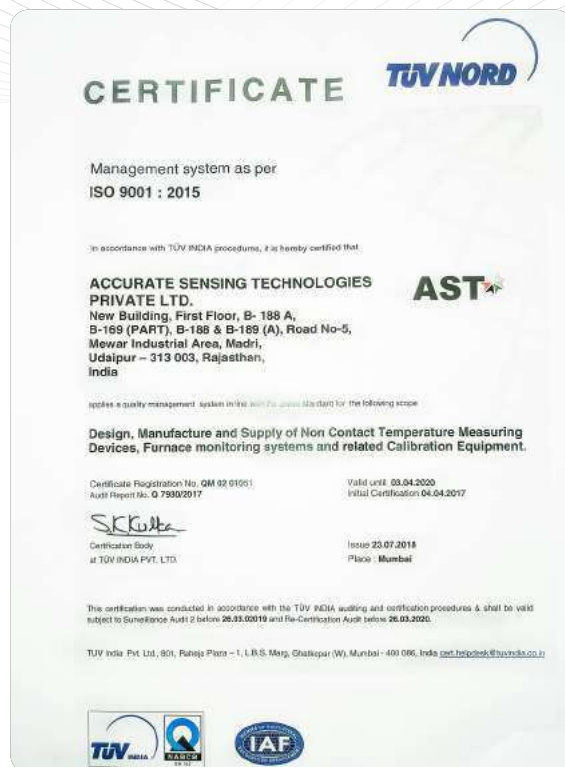 TÜV NORD
CERTIFICATE
Management system as per
ISO 9001 : 2015
In accordance with TÜV INDIA procedures, it is hereby certified that
ACCURATE SENSING TECHNOLOGIES
PRIVATE LTD.
AST
New Building, First Floor, B- 188 A,
B-169 (PART), B-188 & B-189 (A), Road No-5,
Mewar Industrial Area, Madri,
Udaipur – 313 003, Rajasthan,
India
applies a quality management system in line with the above standard for the following scope
Design, Manufacture and Supply of Non Contact Temperature Measuring
Devices, Furnace monitoring systems and related Calibration Equipment.
Certificate Registration No. QM 02 01051
Valid until 03.04.2020
Audit Report No. Q 7930/2017
Initial Certification 04.04.2017
Certification Body
at TÜV INDIA PVT. LTD.
Issue 23.07.2018
Place : Mumbai
This certification was conducted in accordance with the TÜV INDIA auditing and certification procedures & shall be valid
subject to Surveillance Audit 2 before 26.03.02019 and Re-Certification Audit before 26.03.2020.
TUV India Pvt. Ltd., 801, Raheja Plaza – 1, L.B.S. Marg, Ghatkopar (W), Mumbai - 400 086, India cert.helpdesk@tuvindia.co.in
TÜV INDIA
NABCB
IAF